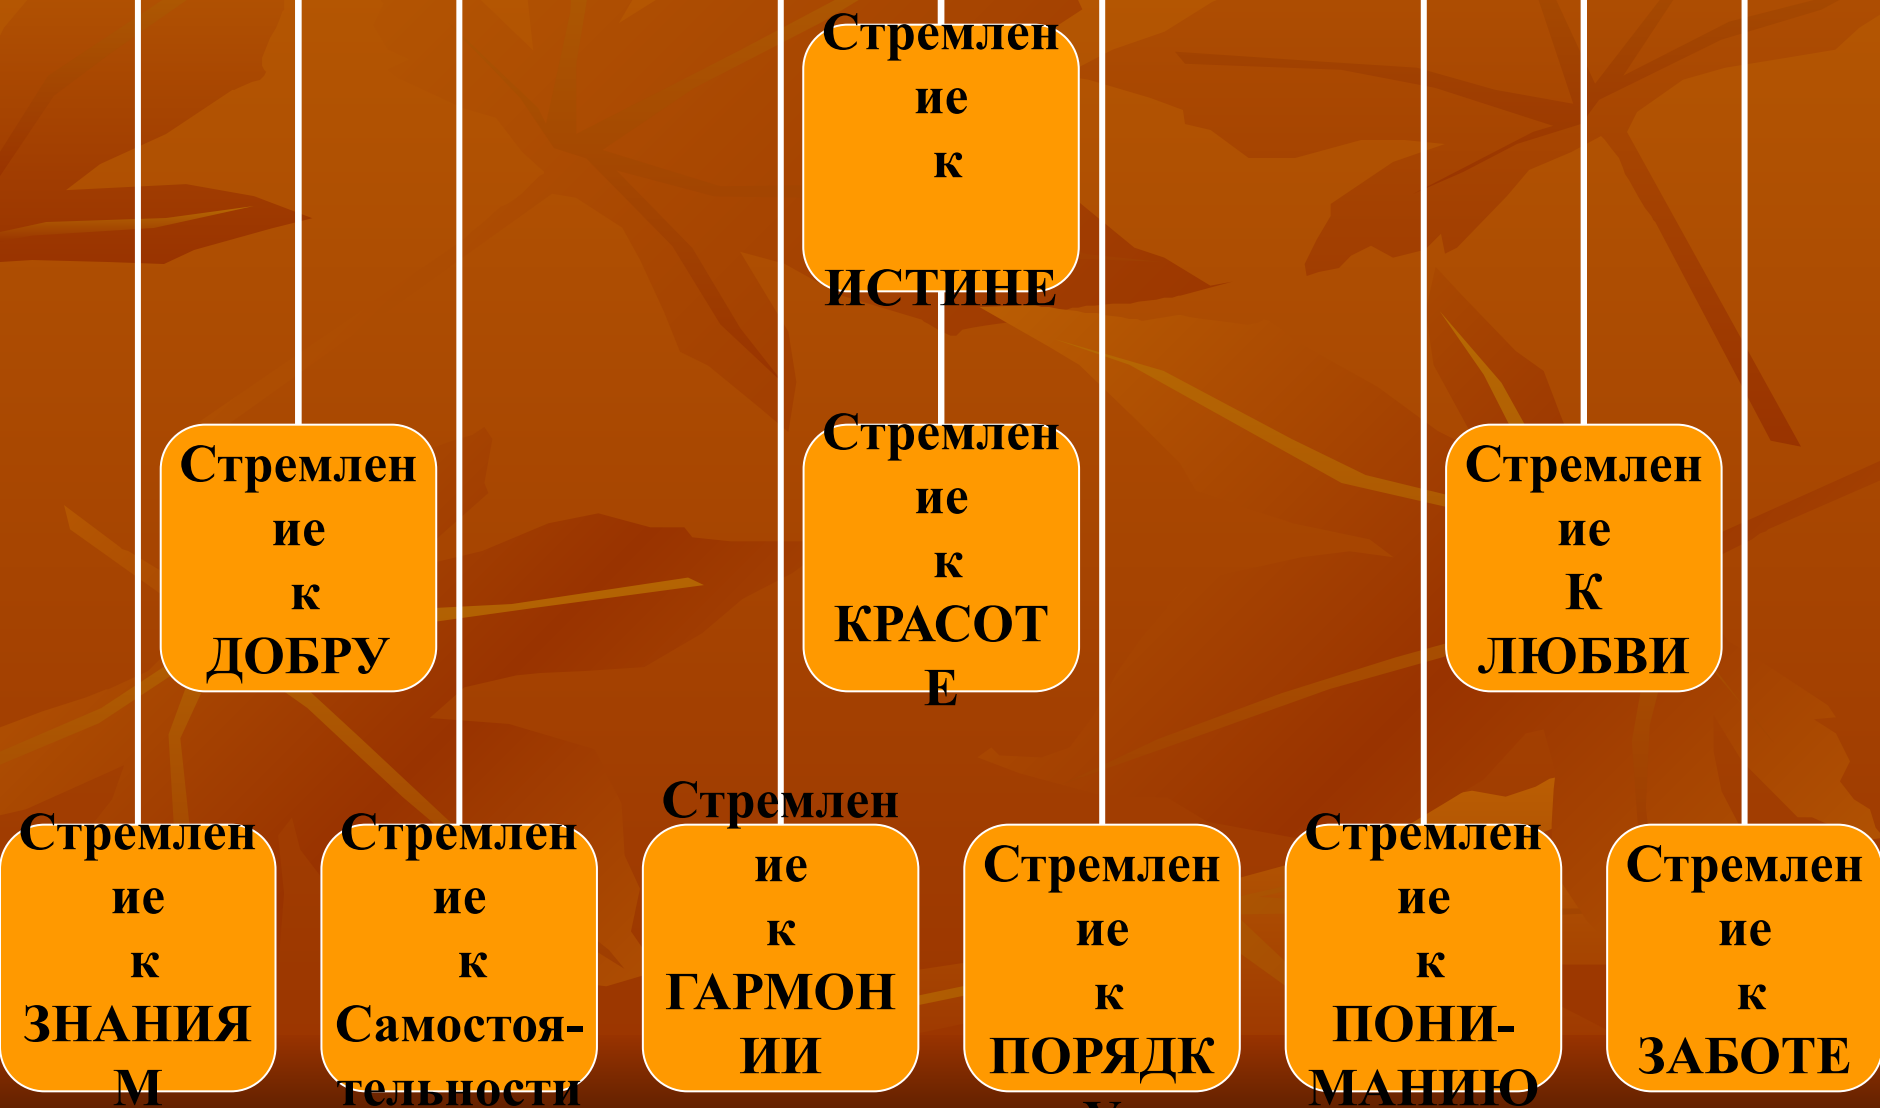 Стремлен
ие
к
ИСТИНЕ
Стремлен
ие
к
ДОБРУ
Стремлен
ие
к
КРАСОТ
Е
Стремлен
ие
К
ЛЮБВИ
Стремлен
ие
к
ЗНАНИЯ
М
Стремлен
ие
к
Самостоя-
тельности
Стремлен
ие
к
ГАРМОН
ИИ
Стремлен
ие
к
ПОРЯДК
У
Стремлен
ие
к
ПОНИ-
МАНИЮ
Стремлен
ие
к
ЗАБОТЕ